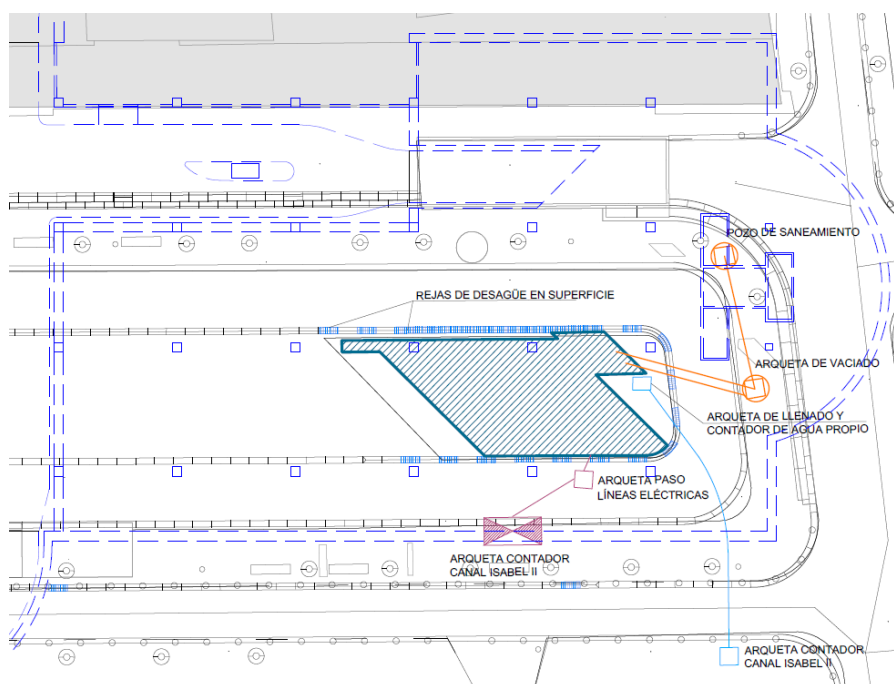 POZO DE SANEAMIENTO
REJAS DE DESAGÜE EN SUPERFICIE
ARQUETA DE VACIADO
ARQUETA DE LLENADO Y
CONTADOR DE AGUA PROPIO
ARQUETA PASO
LÍNEAS ELÉCTRICAS
ARQUETA CONTADOR
CANAL ISABEL II
ARQUETA CONTADOR
CANAL ISABEL II